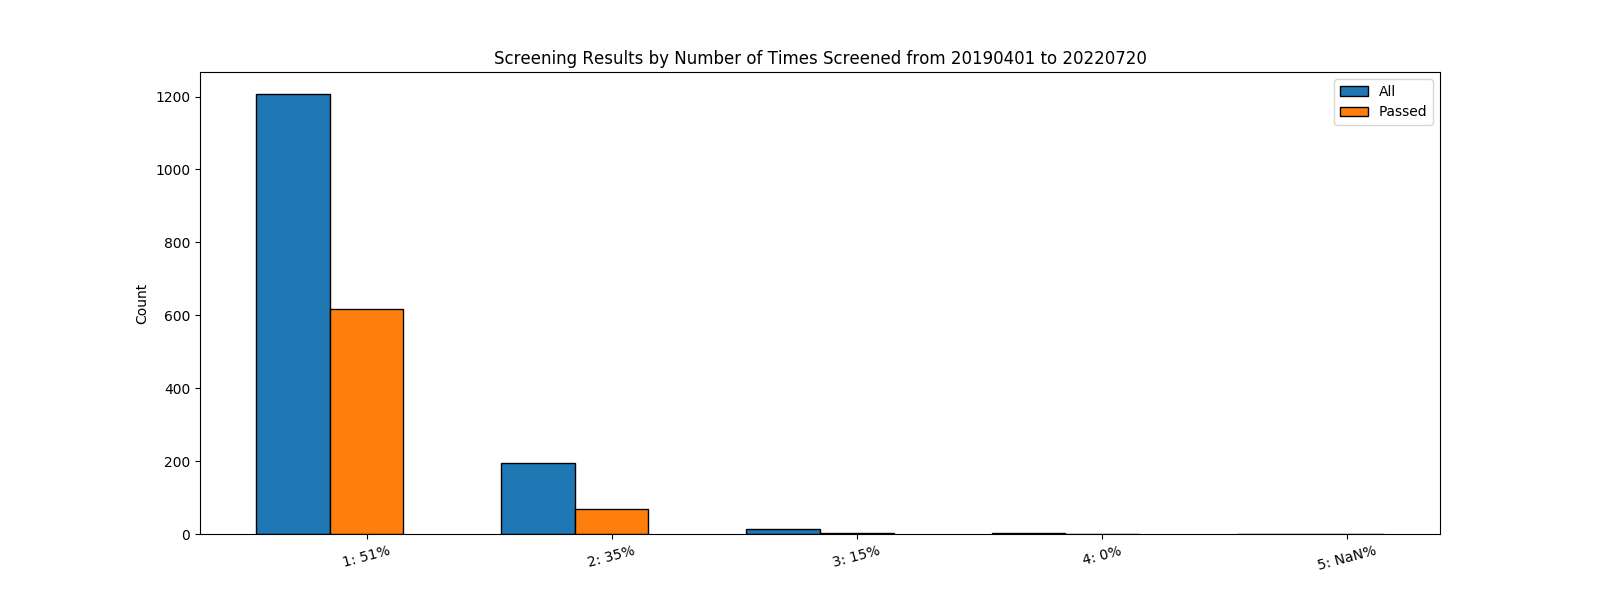 Screening Results by Number of Times Screened from 20190401 to 20220720
All
Passed
1200
1000
800
600
400
200
0
Count
1: 51%
2: 35%
3: 15%
4: 0%
5: NaN%